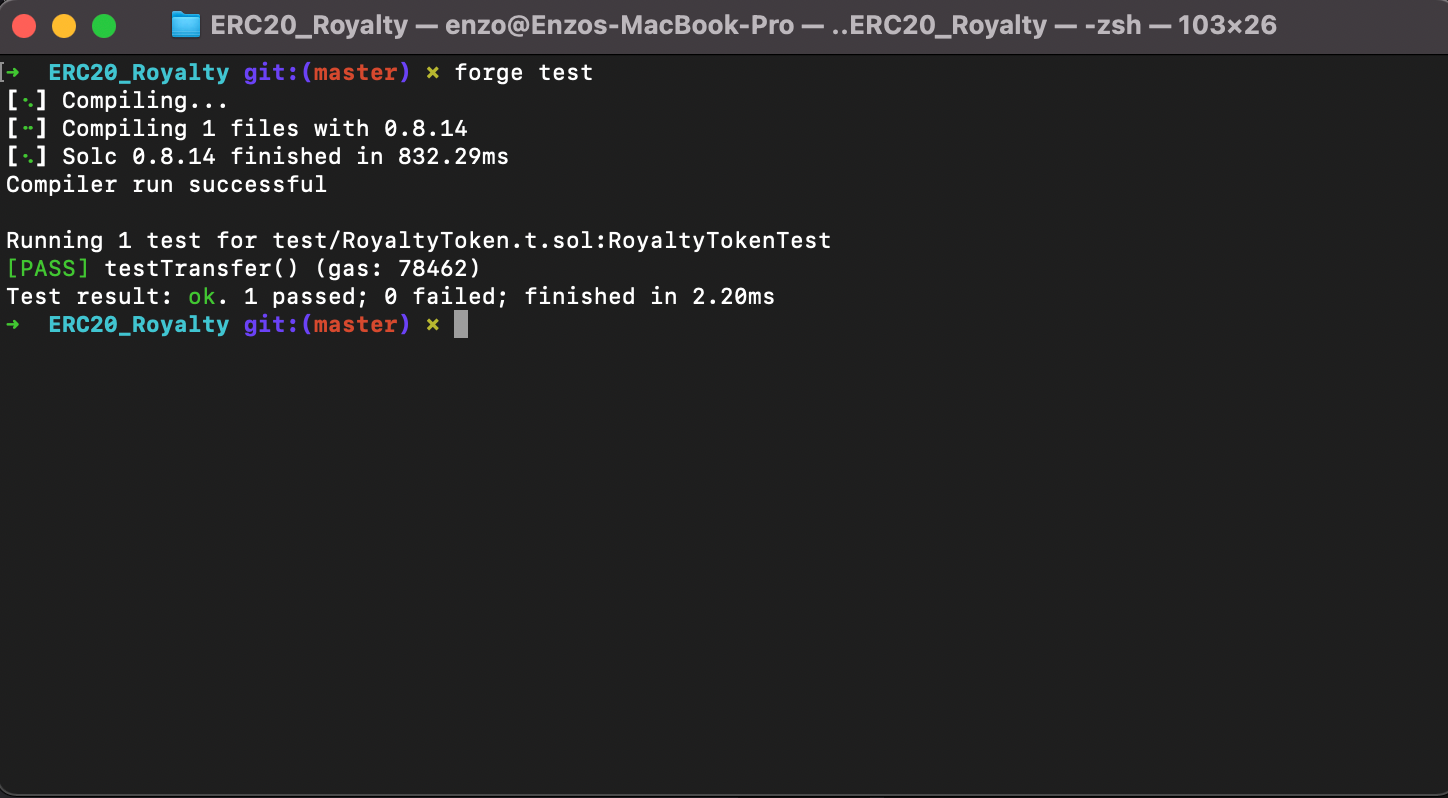 ERC20_Royalty — enzo@Enzos-MacBook-Pro — ..ERC20_Royalty — -zsh — 103×26
[➜  ERC20_Royalty git:(master) ✗ forge test
[⠢] Compiling...
[⠒] Compiling 1 files with 0.8.14
[⠢] Solc 0.8.14 finished in 832.29ms
Compiler run successful
Running 1 test for test/RoyaltyToken.t.sol:RoyaltyTokenTest
[PASS] testTransfer() (gas: 78462)
Test result: ok. 1 passed; 0 failed; finished in 2.20ms
➜  ERC20_Royalty git:(master) ✗